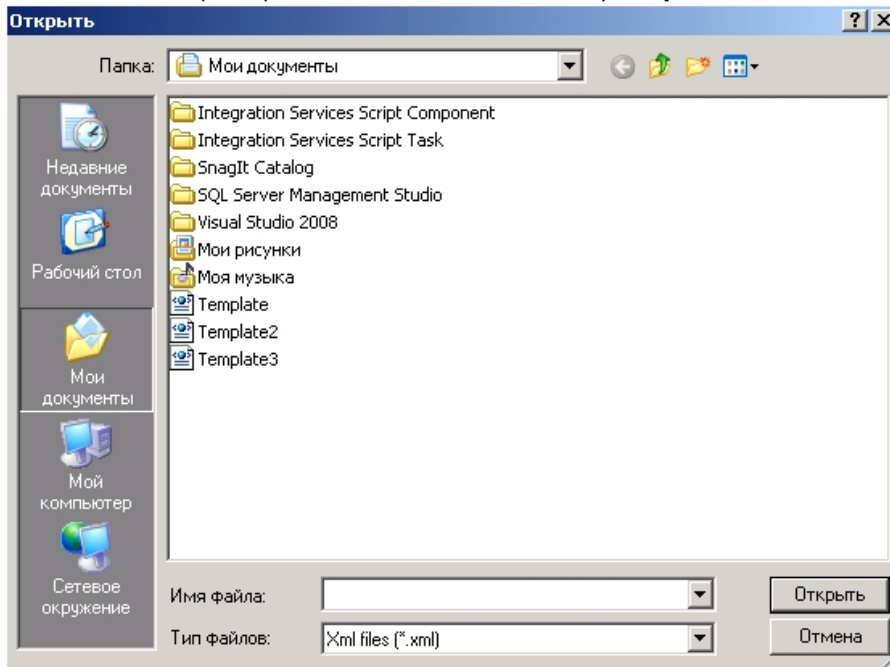 Открыть
Папка: Мои документы
Недавние
документы
Рабочий стол
Мои
документы
Мой
компьютер
Сетевое
окружение
Integration Services Script Component
Integration Services Script Task
SnagIt Catalog
SQL Server Management Studio
Visual Studio 2008
Мои рисунки
Моя музыка
Template
Template2
Template3
Имя файла: Открыть
Тип файлов: Xml files (*.xml) Отмена